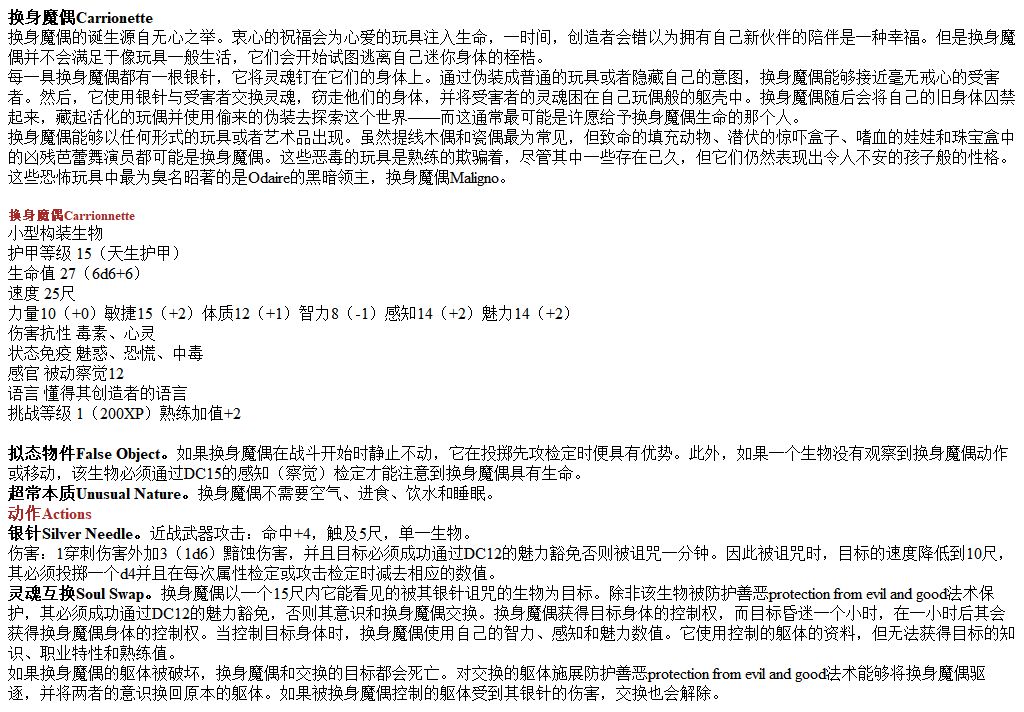 换身魔偶Carrionette
换身魔偶的诞生源自无心之举。衷心的祝福会为心爱的玩具注入生命，一时间，创造者会错以为拥有自己新伙伴的陪伴是一种幸福。但是换身魔
偶并不会满足于像玩具一般生活，它们会开始试图逃离自己迷你身体的桎梏。
每一具换身魔偶都有一根银针，它将灵魂钉在它们的身体上。通过伪装成普通的玩具或者隐藏自己的意图，换身魔偶能够接近毫无戒心的受害
者。然后，它使用银针与受害者交换灵魂，窃走他们的身体，并将受害者的灵魂困在自己玩偶般的躯壳中。换身魔偶随后会将自己的旧身体囚禁
起来，藏起活化的玩偶并使用偷来的伪装去探索这个世界——而这通常最可能是许愿给予换身魔偶生命的那个人。
换身魔偶能够以任何形式的玩具或者艺术品出现。虽然提线木偶和瓷偶最为常见，但致命的填充动物、潜伏的惊吓盒子、嗜血的娃娃和珠宝盒中
的凶残芭蕾舞演员都可能是换身魔偶。这些恶毒的玩具是熟练的欺骗着，尽管其中一些存在已久，但它们仍然表现出令人不安的孩子般的性格。
这些恐怖玩具中最为臭名昭著的是Odaire的黑暗领主，换身魔偶Maligno。
换身魔偶Carrionnette
小型构装生物
护甲等级 15（天生护甲）
生命值 27（6d6+6）
速度 25尺
力量10（+0）敏捷15（+2）体质12（+1）智力8（-1）感知14（+2）魅力14（+2）
伤害抗性 毒素、心灵
状态免疫 魅惑、恐慌、中毒
感官 被动察觉12
语言 懂得其创造者的语言
挑战等级 1（200XP）熟练加值+2
拟态物件False Object。如果换身魔偶在战斗开始时静止不动，它在投掷先攻检定时便具有优势。此外，如果一个生物没有观察到换身魔偶动作
或移动，该生物必须通过DC15的感知（察觉）检定才能注意到换身魔偶具有生命。
超常本质Unusual Nature。换身魔偶不需要空气、进食、饮水和睡眠。
动作Actions
银针Silver Needle。近战武器攻击：命中+4，触及5尺，单一生物。
伤害：1穿刺伤害外加3（1d6）黯蚀伤害，并且目标必须成功通过DC12的魅力豁免否则被诅咒一分钟。因此被诅咒时，目标的速度降低到10尺，
其必须投掷一个d4并且在每次属性检定或攻击检定时减去相应的数值。
灵魂互换Soul Swap。换身魔偶以一个15尺内它能看见的被其银针诅咒的生物为目标。除非该生物被防护善恶protection from evil and good法术保
护，其必须成功通过DC12的魅力豁免，否则其意识和换身魔偶交换。换身魔偶获得目标身体的控制权，而目标昏迷一个小时，在一小时后其会
获得换身魔偶身体的控制权。当控制目标身体时，换身魔偶使用自己的智力、感知和魅力数值。它使用控制的躯体的资料，但无法获得目标的知
识、职业特性和熟练值。
如果换身魔偶的躯体被破坏，换身魔偶和交换的目标都会死亡。对交换的躯体施展防护善恶protection from evil and good法术能够将换身魔偶驱
逐，并将两者的意识换回原本的躯体。如果被换身魔偶控制的躯体受到其银针的伤害，交换也会解除。